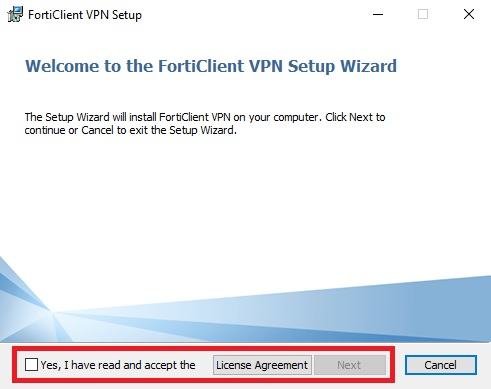 FortiClient VPN Setup
Welcome to the FortiClient VPN Setup Wizard
The Setup Wizard will install FortiClient VPN on your computer. Click Next to
continue or Cancel to exit the Setup Wizard.
Yes, I have read and accept the License Agreement Next Cancel